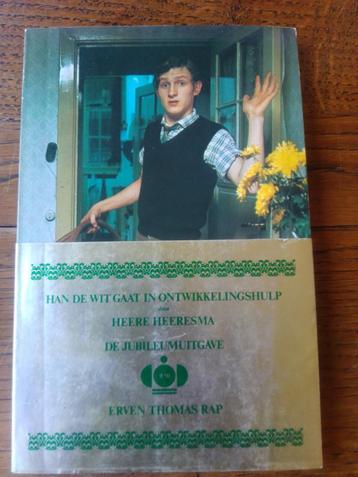 HAN DE WIT GAAT IN ONTWIKKELINGSHULP
door
HEERE HEERESMA
DE JUBILEUMUITGAVE
ERVEN THOMAS RAP